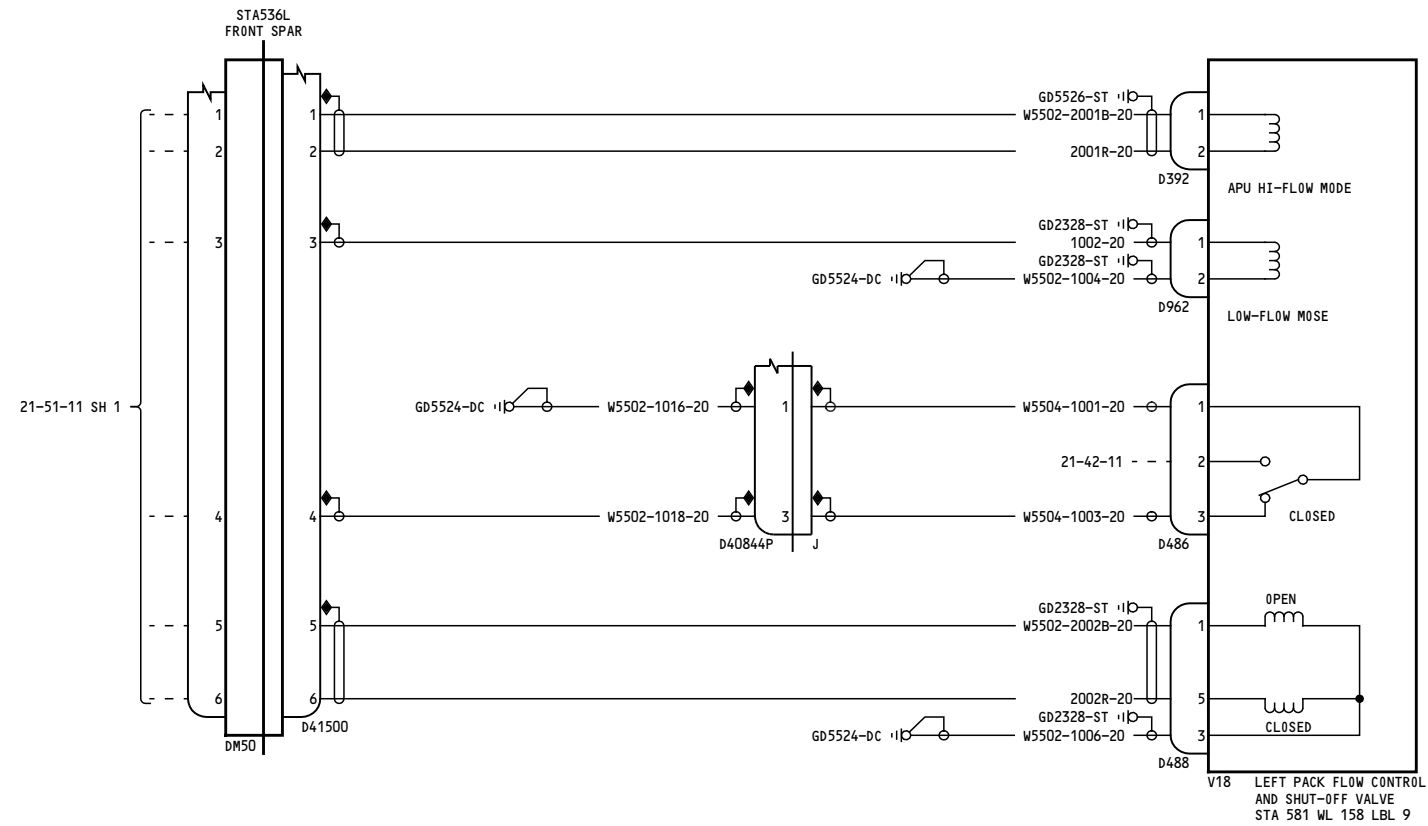 STA536L
FRONT SPAR
1
1
GD5526-ST
W5502-2001B-20
1
2
2
2001R-20
2
D392
APU HI-FLOW MODE
GD2328-ST
3
3
1002-20
1
GD2328-ST
GD5524-DC
W5502-1004-20
2
D962
LOW-FLOW MOSE
21-51-11 SH 1
GD5524-DC
W5502-1016-20
1
W5504-1001-20
1
21-42-11
2
4
4
W5502-1018-20
3
W5504-1003-20
3
CLOSED
D40844P
J
D486
OPEN
GD2328-ST
5
5
W5502-2002B-20
1
6
6
2002R-20
5
D41500
GD2328-ST
CLOSED
DM50
GD5524-DC
W5502-1006-20
3
D488
V18
LEFT PACK FLOW CONTROL
AND SHUT-OFF VALVE
STA 581 WL 158 LBL 9